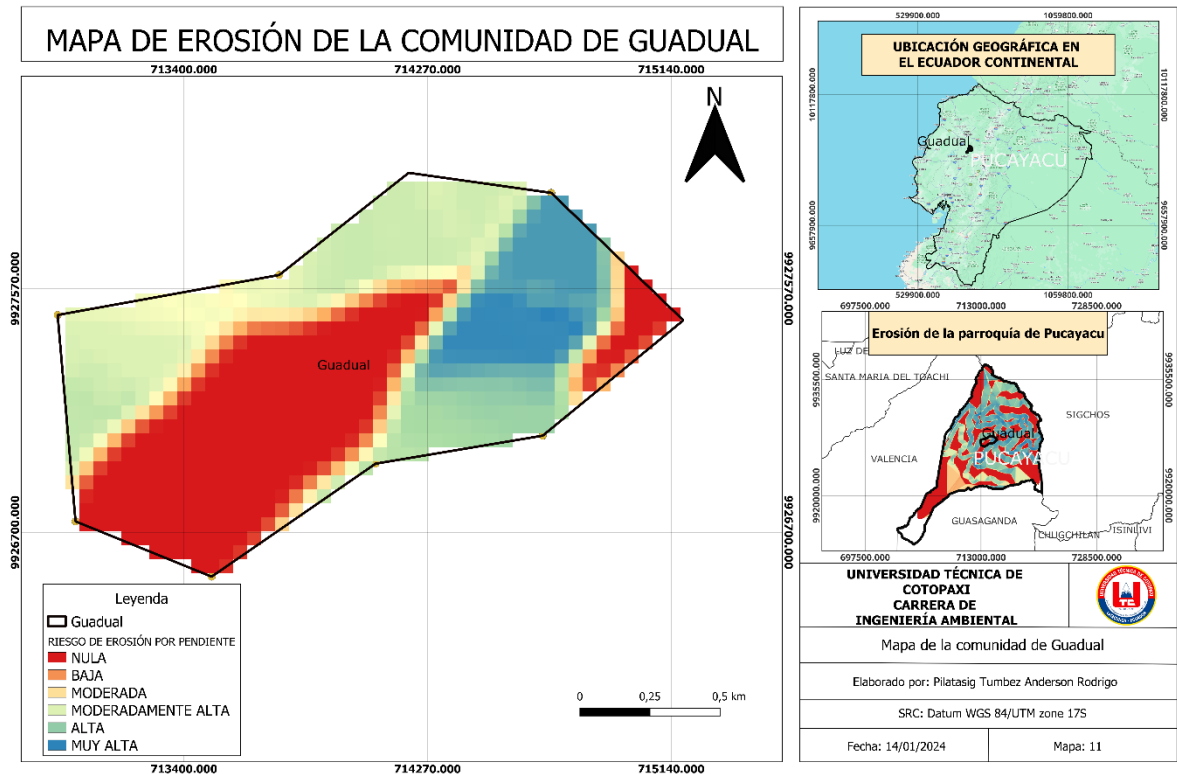 MAPA DE EROSIÓN DE LA COMUNIDAD DE GUADUAL
713400.000
714270.000
715140.000
N
9927570.000
9927570.000
Guadual
9926700.000
9926700.000
Leyenda
Guadual
RIESGO DE EROSIÓN POR PENDIENTE
NULA
BAJA
MODERADA
MODERADAMENTE ALTA
ALTA
MUY ALTA
0
0,25
0,5 km
713400.000
714270.000
715140.000
529900.000
1059800.000
UBICACIÓN GEOGRÁFICA EN
EL ECUADOR CONTINENTAL
10117800.000
10117800.000
Guadual
PUCAYACU
9657900.000
9657900.000
529900.000
1059800.000
697500.000
713000.000
728500.000
Erosión de la parroquía de Pucayacu
LUZ DE
SANTA MARIA DEL TOACHI
9935500.000
9935500.000
SIGCHOS
Guadual
VALENCIA
PUCAYACU
9920000.000
9920000.000
GUASAGANDA
CHUGCHILAN
ISINLIVI
697500.000
713000.000
728500.000
UNIVERSIDAD TÉCNICA DE
COTOPAXI
CARRERA DE
INGENIERÍA AMBIENTAL
Mapa de la comunidad de Guadual
Elaborado por: Pilatasig Tumbez Anderson Rodrigo
SRC: Datum WGS 84/UTM zone 17S
Fecha: 14/01/2024
Mapa: 11